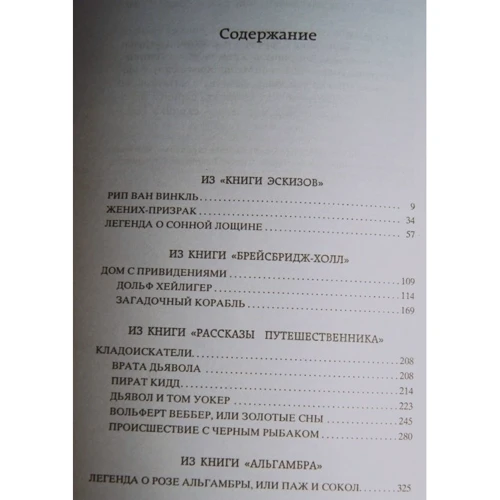 Содержание
ИЗ «КНИГИ ЭСКИЗОВ»
РИП ВАН ВИНКЛЬ 9
ЖЕНИХ-ПРИЗРАК 34
ЛЕГЕНДА О СОННОЙ ЛОЩИНЕ 57
ИЗ КНИГИ «БРЕЙСБРИДЖ-ХОЛЛ»
ДОМ С ПРИВИДЕНИЯМИ 109
ДОЛЬФ ХЕЙЛИГЕР 114
ЗАГАДОЧНЫЙ КОРАБЛЬ 169
ИЗ КНИГИ «РАССКАЗЫ ПУТЕШЕСТВЕННИКА»
КЛАДОИСКАТЕЛИ 208
ВРАТА ДЬЯВОЛА 208
ПИРАТ КИДД 214
ДЬЯВОЛ И ТОМ УОКЕР 223
ВОЛЬФЕРТ ВЕББЕР, ИЛИ ЗОЛОТЫЕ СНЫ 245
ПРОИСШЕСТВИЕ С ЧЕРНЫМ РЫБАКОМ 280
ИЗ КНИГИ «АЛЬГАМБРА»
ЛЕГЕНДА О РОЗЕ АЛЬГАМБРЫ, ИЛИ ПАЖ И СОКОЛ 325